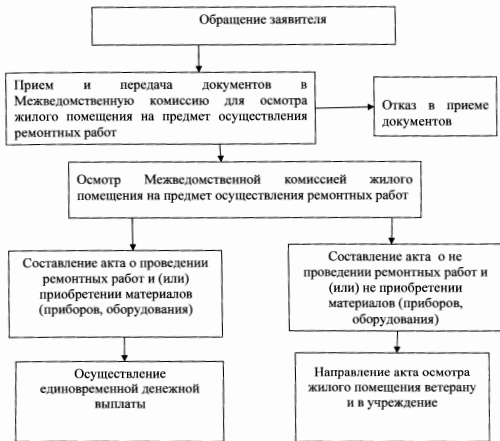 Обращение заявителя
Прием и передача документов в
Межведомственную комиссию для осмотра
жилого помещения на предмет осуществления
ремонтных работ
Отказ в приеме
документов
Осмотр Межведомственной комиссией жилого
помещения на предмет осуществления ремонтных работ
Составление акта о проведении
ремонтных работ и (или)
приобретении материалов
(приборов, оборудования)
Составление акта о не
проведении ремонтных работ и
(или) не приобретении
материалов (приборов,
оборудования)
Осуществление
единовременной денежной
выплаты
Направление акта осмотра
жилого помещения ветерану
и в учреждение